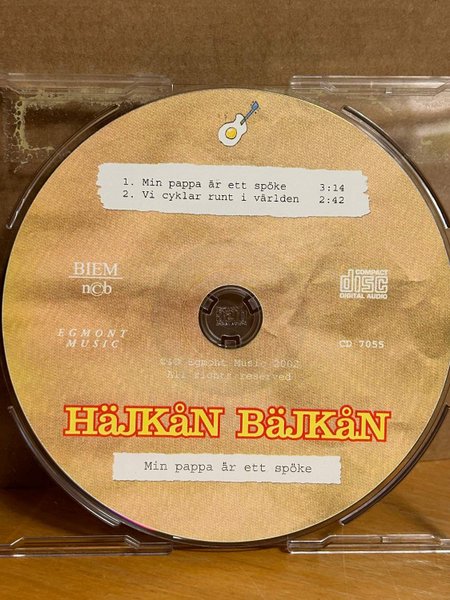 1. Min pappa är ett spöke 3:14
2. Vi cyklar runt i världen 2:42
BIEM
n©b
COMPACT
disc
DIGITAL AUDIO
EGMONT
MUSIC
CD 7055
Egmont Music 2002
All rights reserved
HÄJKåN BÄJKåN
Min pappa är ett spöke